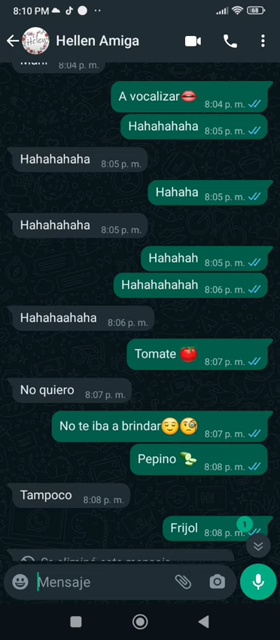 8:10 PM
68
Hellen Amiga
8:04 p. m.
A vocalizar🫦
8:04 p. m.
Hahahahaha
8:05 p. m.
Hahahahaha
8:05 p. m.
Hahaha
8:05 p. m.
Hahahahaha
8:05 p. m.
Hahahah
8:05 p. m.
Hahahahahah
8:06 p. m.
Hahahaahaha
8:06 p. m.
Tomate 🍅
8:07 p. m.
No quiero
8:07 p. m.
No te iba a brindar😌🧐
8:07 p. m.
Pepino 🥒
8:08 p. m.
Tampoco
8:08 p. m.
Frijol
8:08 p. m.
1
Se eliminó este mensaje
Mensaje